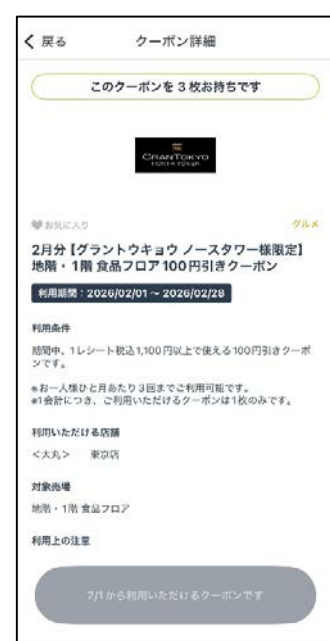 戻る クーポン詳細
このクーポンを3枚お持ちです
GRANTOKYO
NORTH TOWER
お気に入り グルメ
2月分【グラントウキョウ ノースタワー様限定】
地階・1階 食品フロア100円引きクーポン
利用期間：2026/02/01 ～ 2026/02/28
利用条件
期間中、1レシート税込1,100円以上で使える100円引きクーポ
ンです。
※お一人様ひと月あたり3回までご利用可能です。
※1会計につき、ご利用いただけるクーポンは1枚のみです。
利用いただける店舗
＜大丸＞ 東京店
対象売場
地階・1階 食品フロア
利用上の注意
2/1から利用いただけるクーポンです